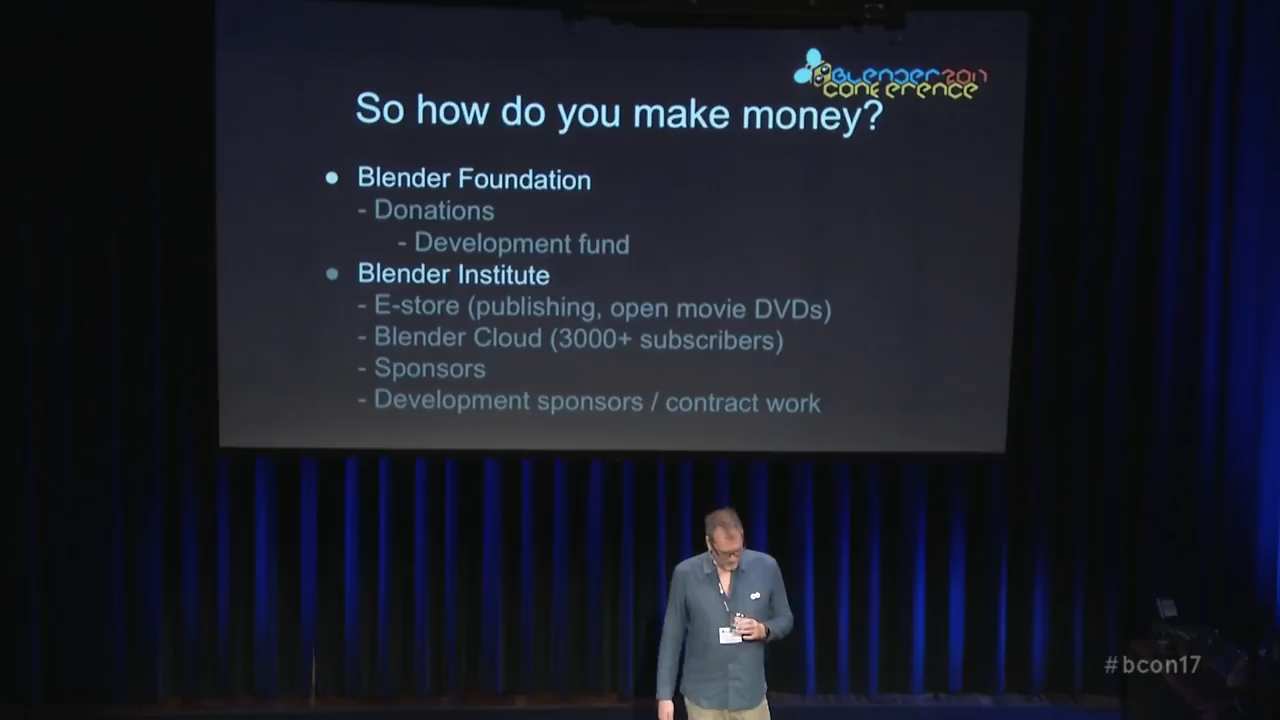 BLENDER 2017
CONFERENCE
So how do you make money?
● Blender Foundation
- Donations
- Development fund
● Blender Institute
- E-store (publishing, open movie DVDs)
- Blender Cloud (3000+ subscribers)
- Sponsors
- Development sponsors / contract work
#bcon17